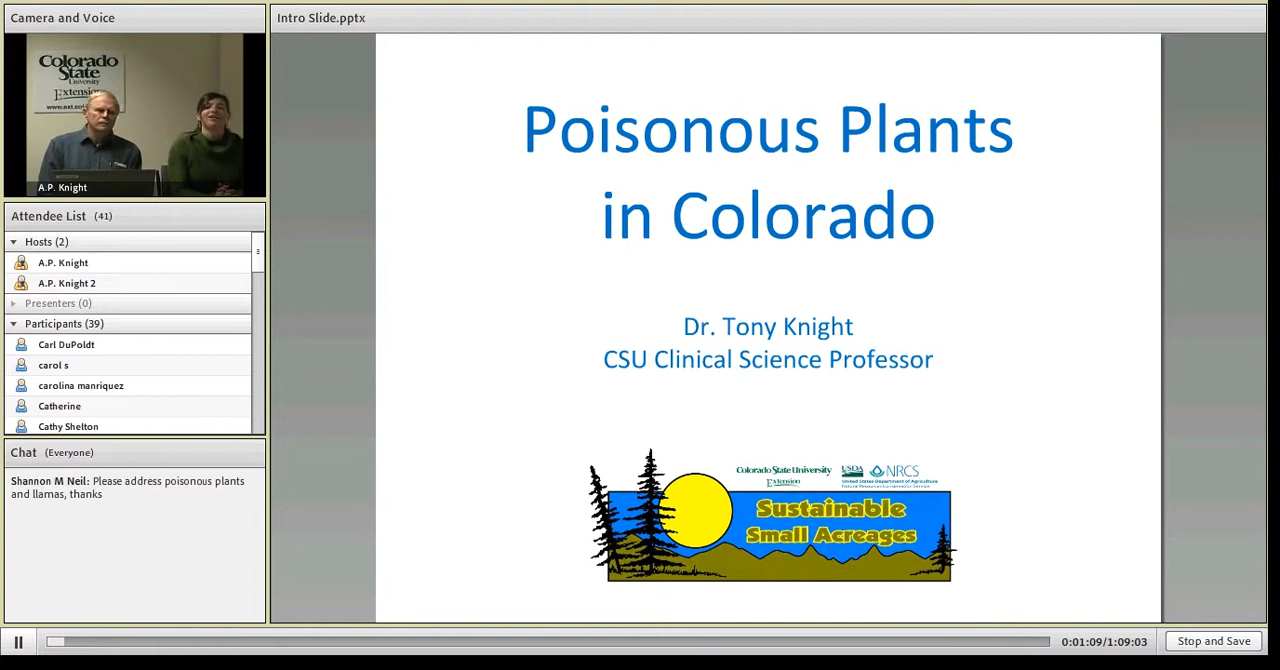 Camera and Voice
Colorado
State
University
Extension
A.P. Knight
Attendee List (41)
Hosts (2)
A.P. Knight
A.P. Knight 2
Presenters (0)
Participants (39)
Carl DuPoldt
carol s
carolina manriquez
Catherine
Cathy Shelton
Chat (Everyone)
Shannon M Neil: Please address poisonous plants
and llamas, thanks
Intro Slide.pptx
Poisonous Plants
in Colorado
Dr. Tony Knight
CSU Clinical Science Professor
Colorado State University
Extension
USDA NRCS
United States Department of Agriculture
Natural Resources Conservation Service
Sustainable
Small Acreages
0:01:09/1:09:03
Stop and Save